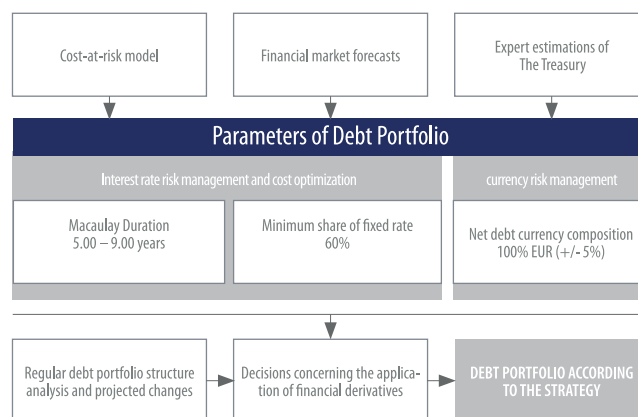 Cost-at-risk model
Financial market forecasts
Expert estimations of
The Treasury
Parameters of Debt Portfolio
Interest rate risk management and cost optimization
currency risk management
Macaulay Duration
5.00 – 9.00 years
Minimum share of fixed rate
60%
Net debt currency composition
100% EUR (+/- 5%)
Regular debt portfolio structure
analysis and projected changes
Decisions concerning the applica-
tion of financial derivatives
DEBT PORTFOLIO ACCORDING
TO THE STRATEGY